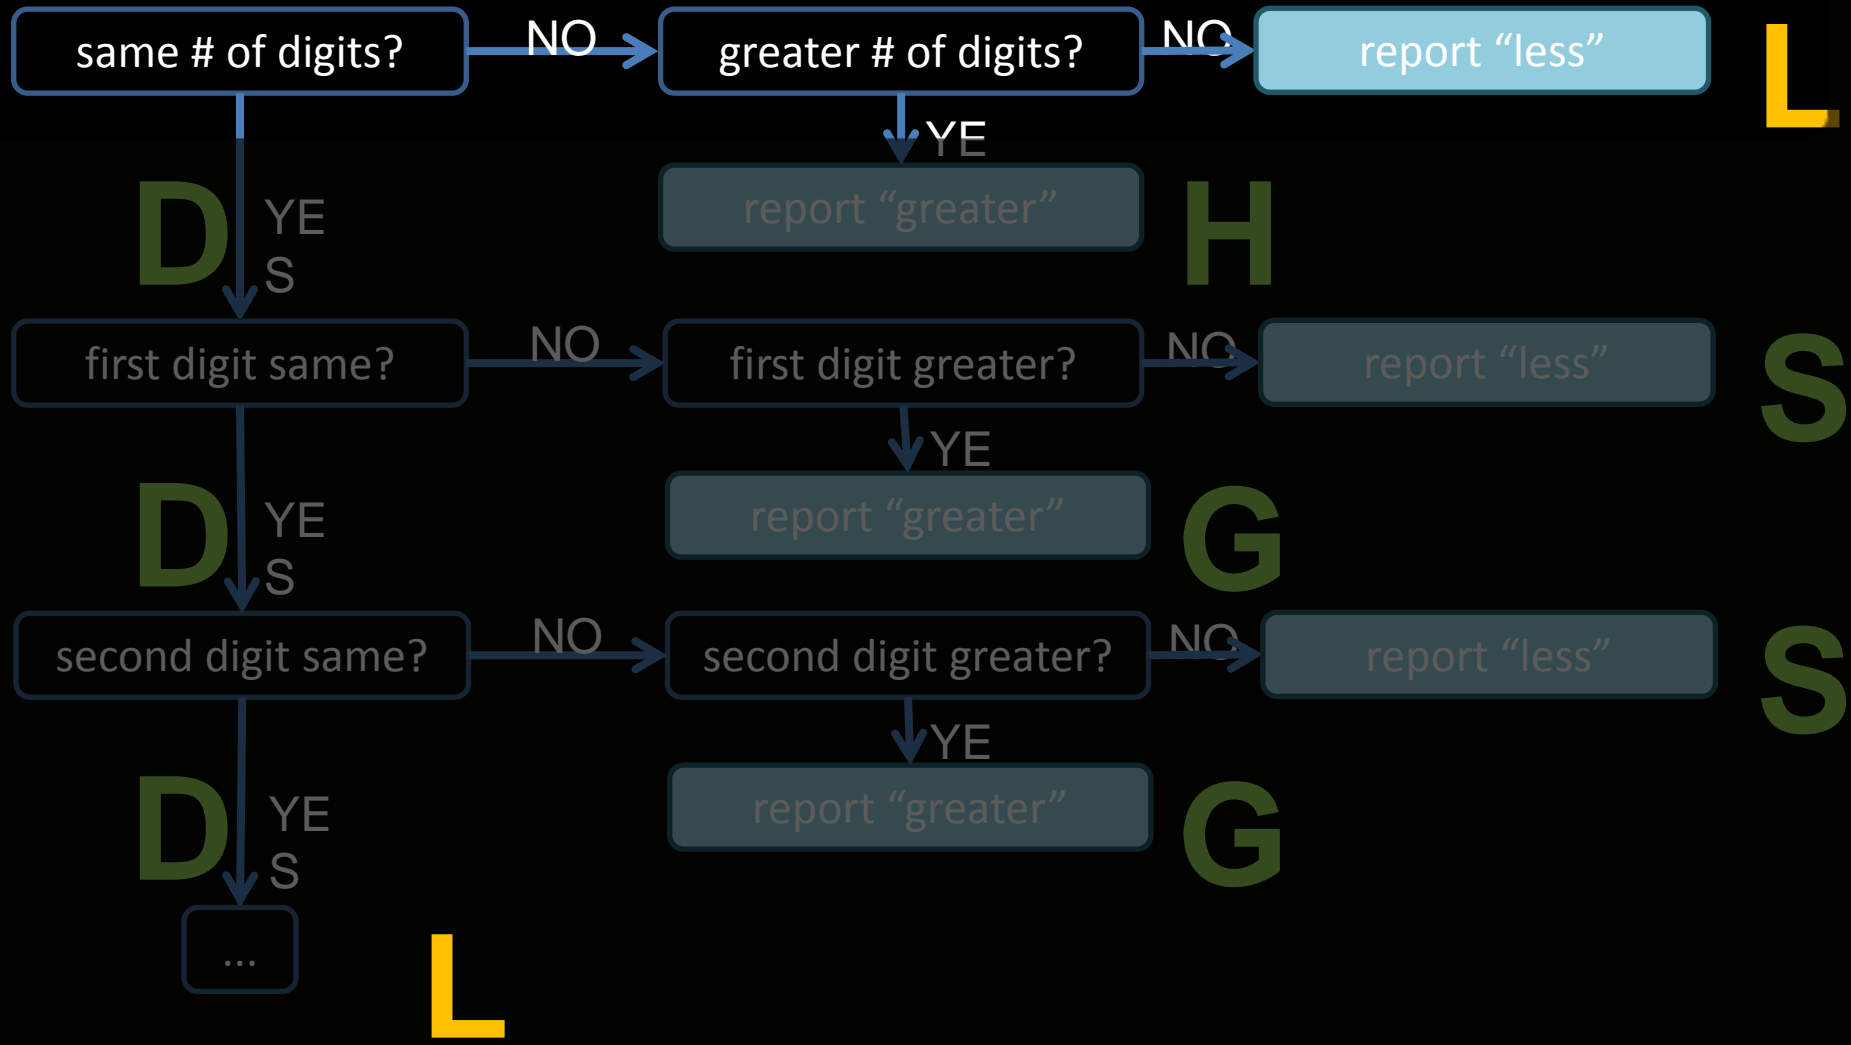 same # of digits?
NO
greater # of digits?
NO
report “less”
L
YE
D
YE
S
report “greater”
H
first digit same?
NO
first digit greater?
NO
report “less”
S
YE
D
YE
S
report “greater”
G
second digit same?
NO
second digit greater?
NO
report “less”
S
YE
D
YE
S
report “greater”
G
...
L